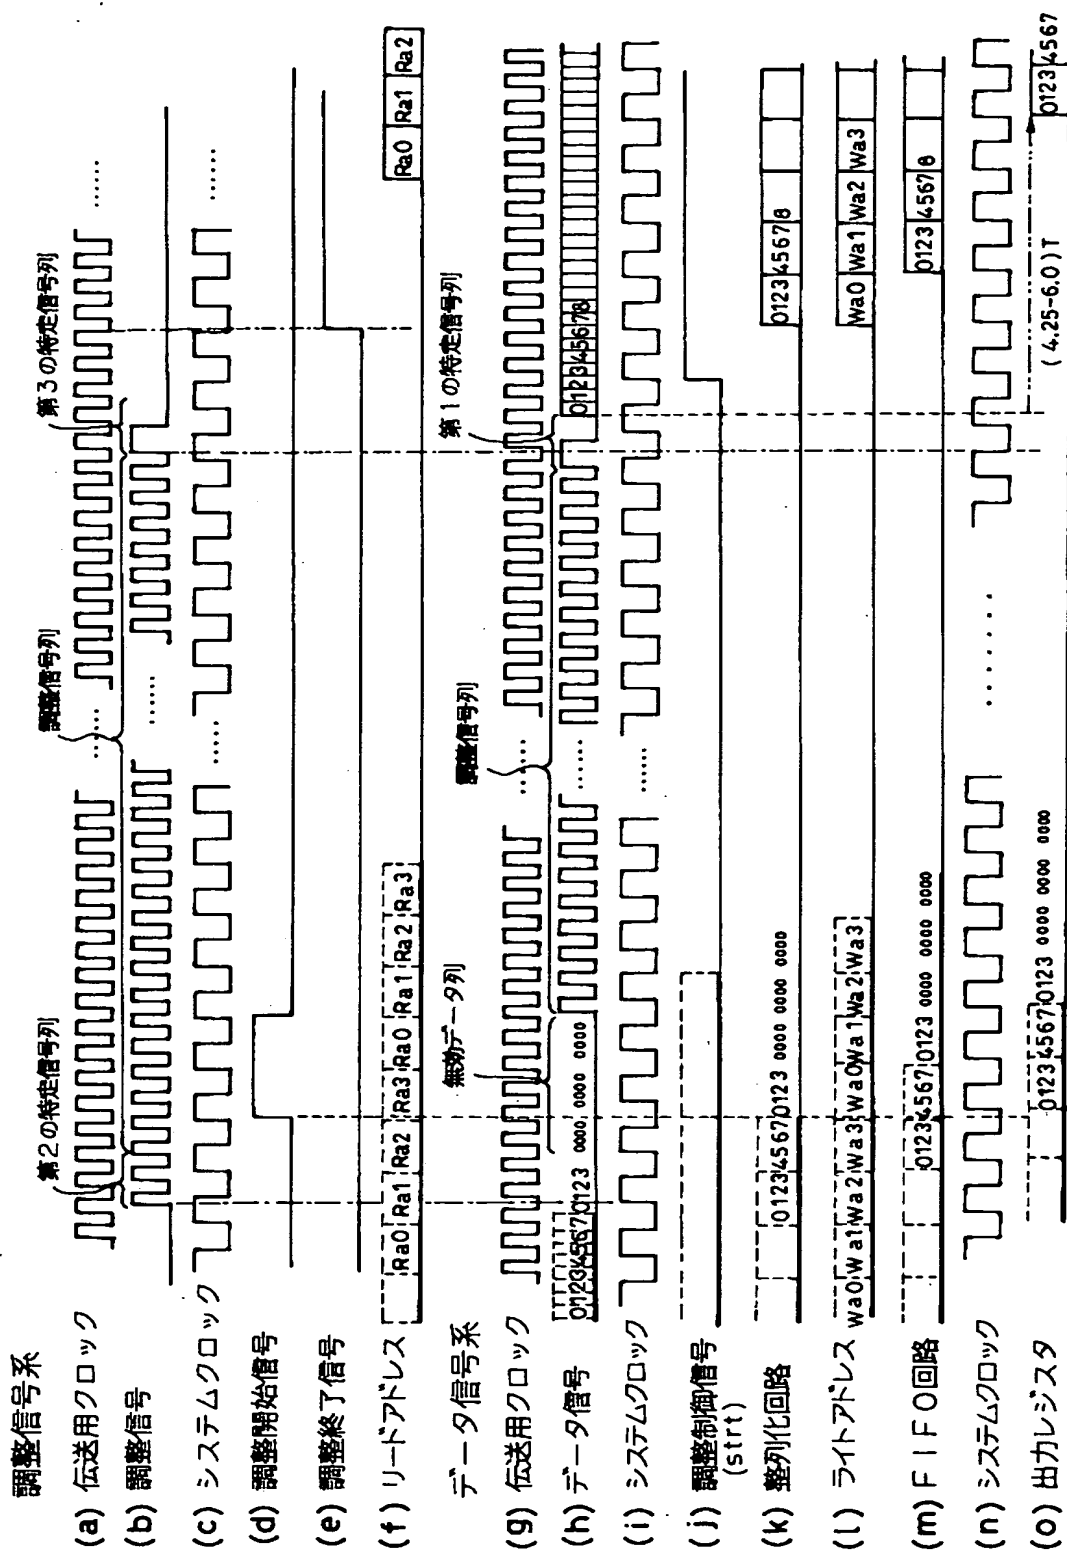 調整信号系
第2の特定信号列
調整信号列
第3の特定信号列
(a) 伝送用クロック
...... ......
(b) 調整信号
......
(c) システムクロック
...... ......
(d) 調整開始信号
(e) 調整終了信号
(f) リードアドレス
Ra0 Ra1 Ra2 Ra3 Ra0 Ra1 Ra2 Ra3
Ra0 Ra1 Ra2
データ信号系
無効データ列
調整信号列
第1の特定信号列
(g) 伝送用クロック
......
(h) データ信号
01234567 0123 0000 0000 0000
......
012345678
(i) システムクロック
......
(j) 調整制御信号
(strt)
(k) 整列化回路
0123 4567 0123 0000 0000 0000
0123 4567 8
(l) ライトアドレス
Wa0 Wa1 Wa2 Wa3 Wa0 Wa1 Wa2 Wa3
Wa0 Wa1 Wa2 Wa3
(m) FIFO回路
0123 4567 0123 0000 0000 0000
0123 4567 8
(n) システムクロック
.......
(4.25-6.0)T
(o) 出力レジスタ
0123 4567 0123 0000 0000 0000
0123 4567